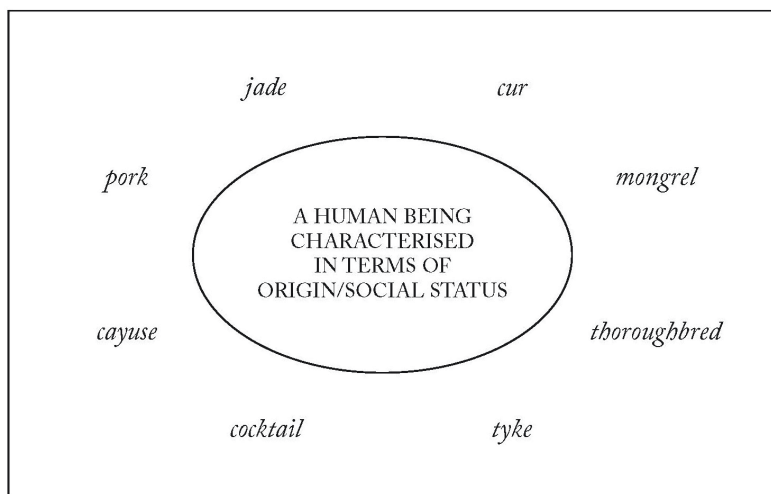 jade
cur
pork
mongrel
A HUMAN BEING
CHARACTERISED
IN TERMS OF
ORIGIN/SOCIAL STATUS
cayuse
thoroughbred
cocktail
tyke